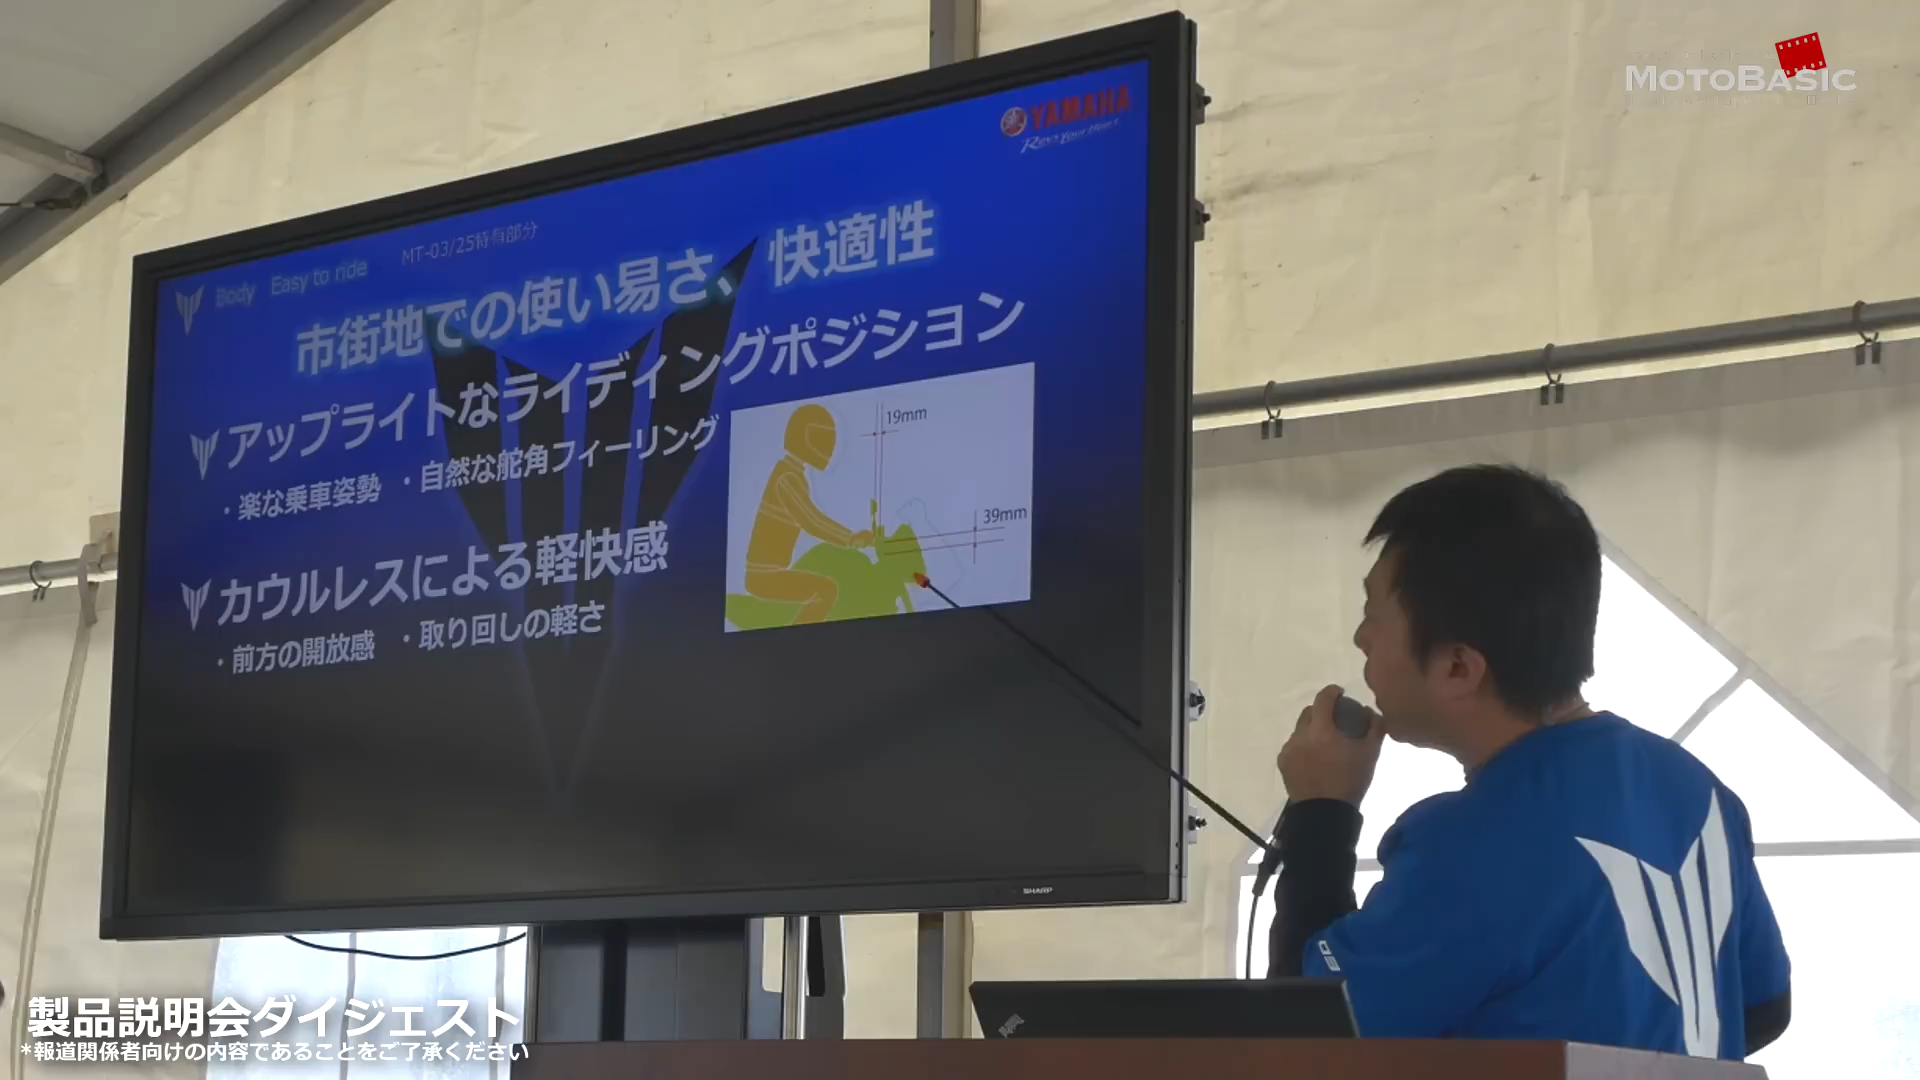 MOTOBASIC
YAMAHA
Revs Your Heart
Body Easy to ride
MT-03/25特有部分
市街地での使い易さ、快適性
アップライトなライディングポジション
・楽な乗車姿勢 ・自然な舵角フィーリング
19mm
39mm
カウルレスによる軽快感
・前方の開放感 ・取り回しの軽さ
SHARP
製品説明会ダイジェスト
*報道関係者向けの内容であることをご了承ください